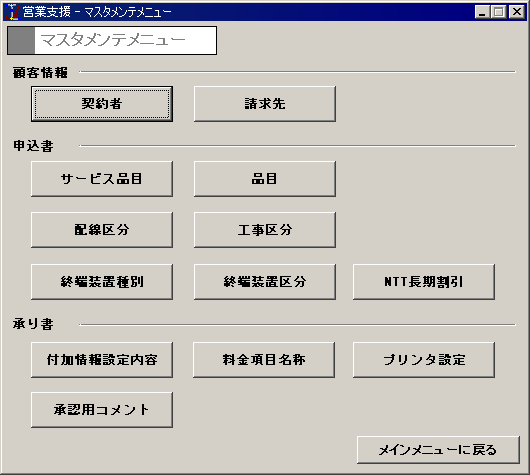 営業支援 - マスタメンテメニュー
マスタメンテメニュー
顧客情報
契約者 請求先
申込書
サービス品目 品目
配線区分 工事区分
終端装置種別 終端装置区分 NTT長期割引
承り書
付加情報設定内容 料金項目名称 プリンタ設定
承認用コメント
メインメニューに戻る